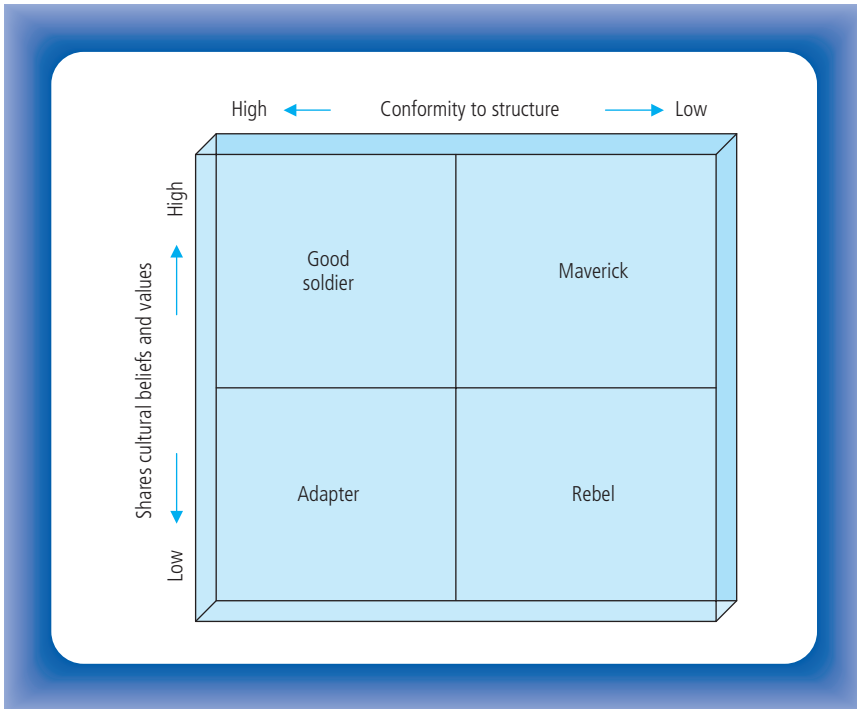 High Conformity to structure Low
High
Shares cultural beliefs and values
Low
Good
soldier
Maverick
Adapter
Rebel